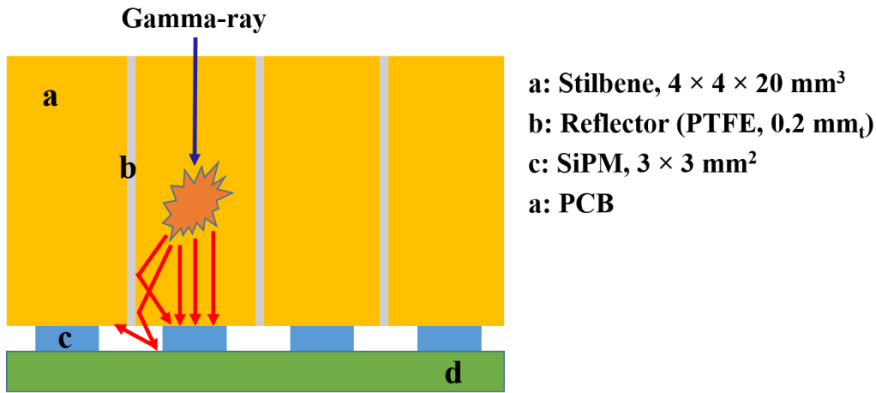 Gamma-ray
a
b
c
d
a: Stilbene, 4 × 4 × 20 mm³
b: Reflector (PTFE, 0.2 mmₜ)
c: SiPM, 3 × 3 mm²
a: PCB